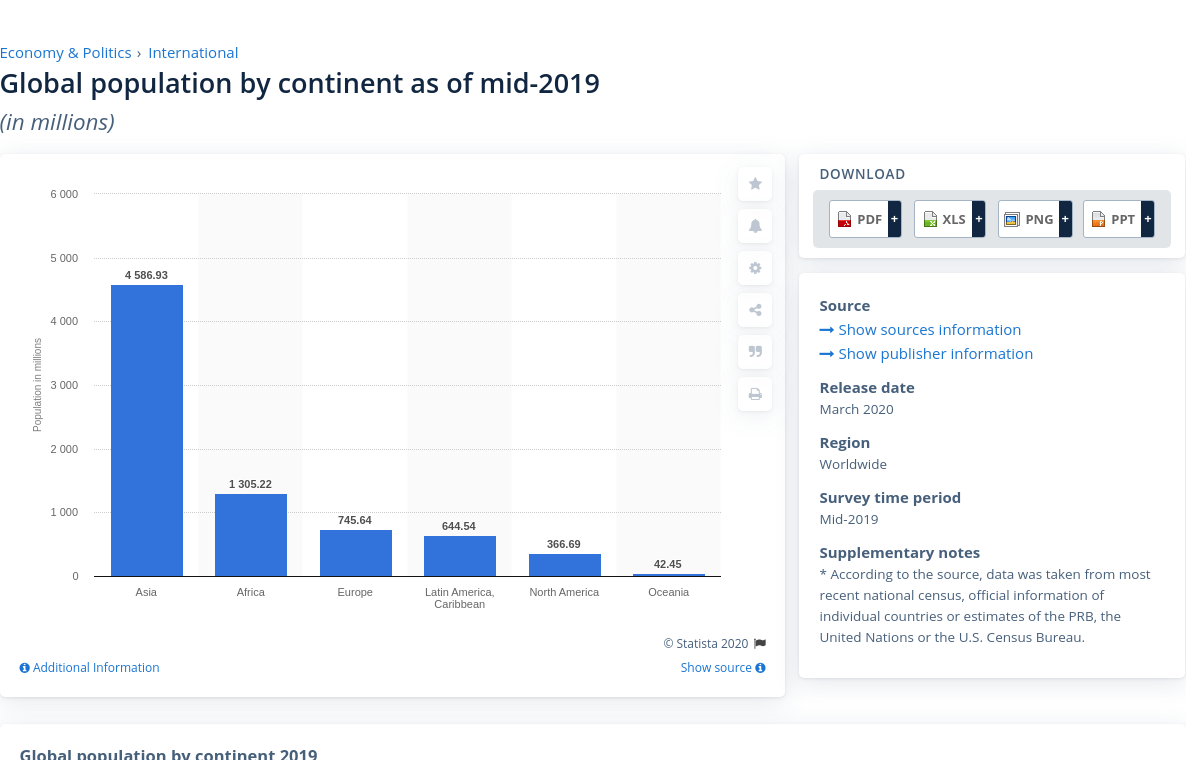 Economy & Politics › International
Global population by continent as of mid-2019
(in millions)
6 000
5 000
4 000
3 000
2 000
1 000
0
Population in millions
4 586.93
1 305.22
745.64
644.54
366.69
42.45
Asia
Africa
Europe
Latin America,
Caribbean
North America
Oceania
© Statista 2020
Additional Information
Show source
DOWNLOAD
PDF +
XLS +
PNG +
PPT +
Source
Show sources information
Show publisher information
Release date
March 2020
Region
Worldwide
Survey time period
Mid-2019
Supplementary notes
* According to the source, data was taken from most
recent national census, official information of
individual countries or estimates of the PRB, the
United Nations or the U.S. Census Bureau.
Global population by continent 2019